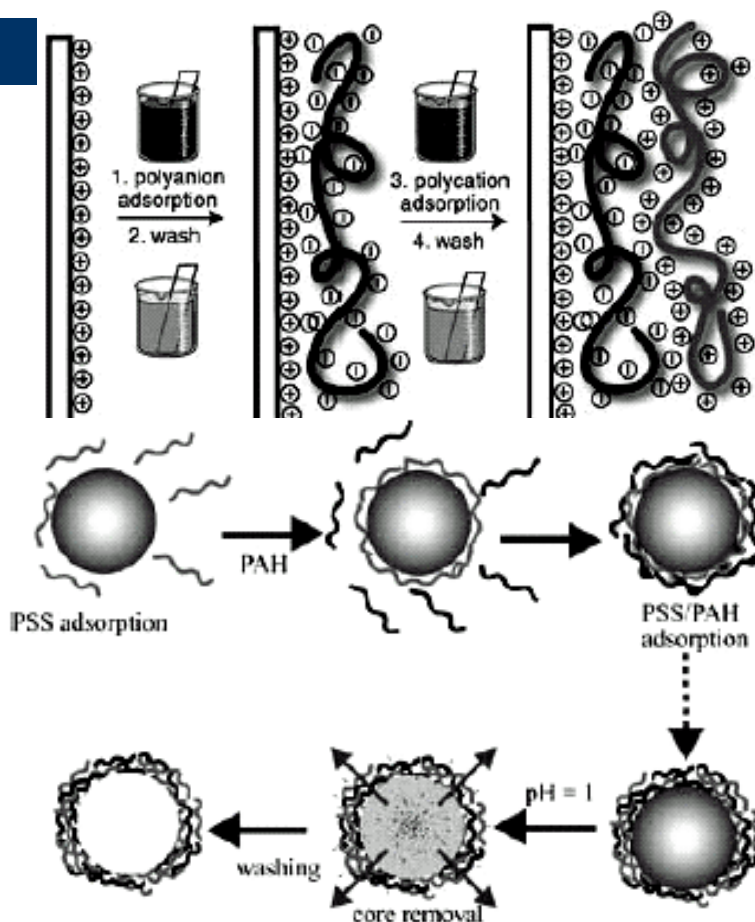 1. polyanion
adsorption
2. wash
3. polycation
adsorption
4. wash
PSS adsorption
PAH
PSS/PAH
adsorption
pH = 1
core removal
washing